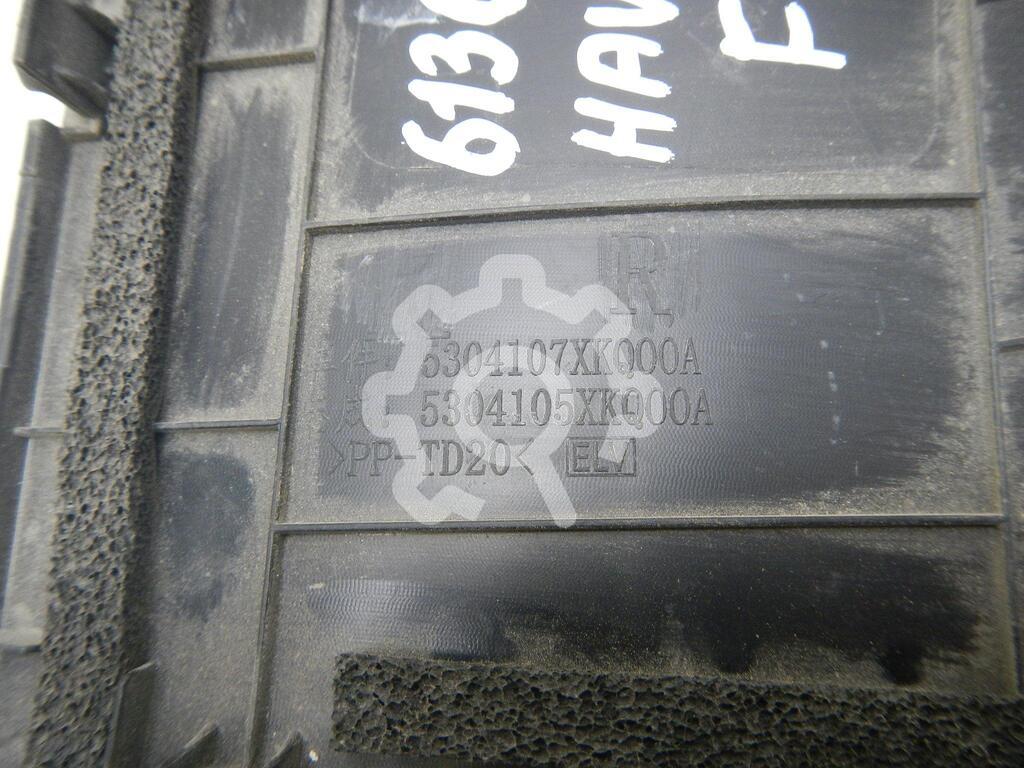 613
HAV
F
R
5304107XKQ00A
5304105XKQ00A
>PP-TD20< ELV